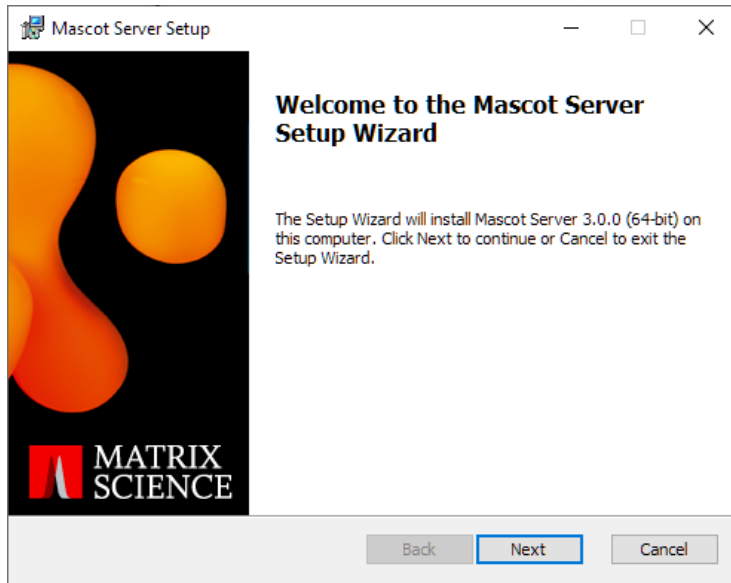 Mascot Server Setup
Welcome to the Mascot Server
Setup Wizard
The Setup Wizard will install Mascot Server 3.0.0 (64-bit) on
this computer. Click Next to continue or Cancel to exit the
Setup Wizard.
MATRIX
SCIENCE
Back Next Cancel